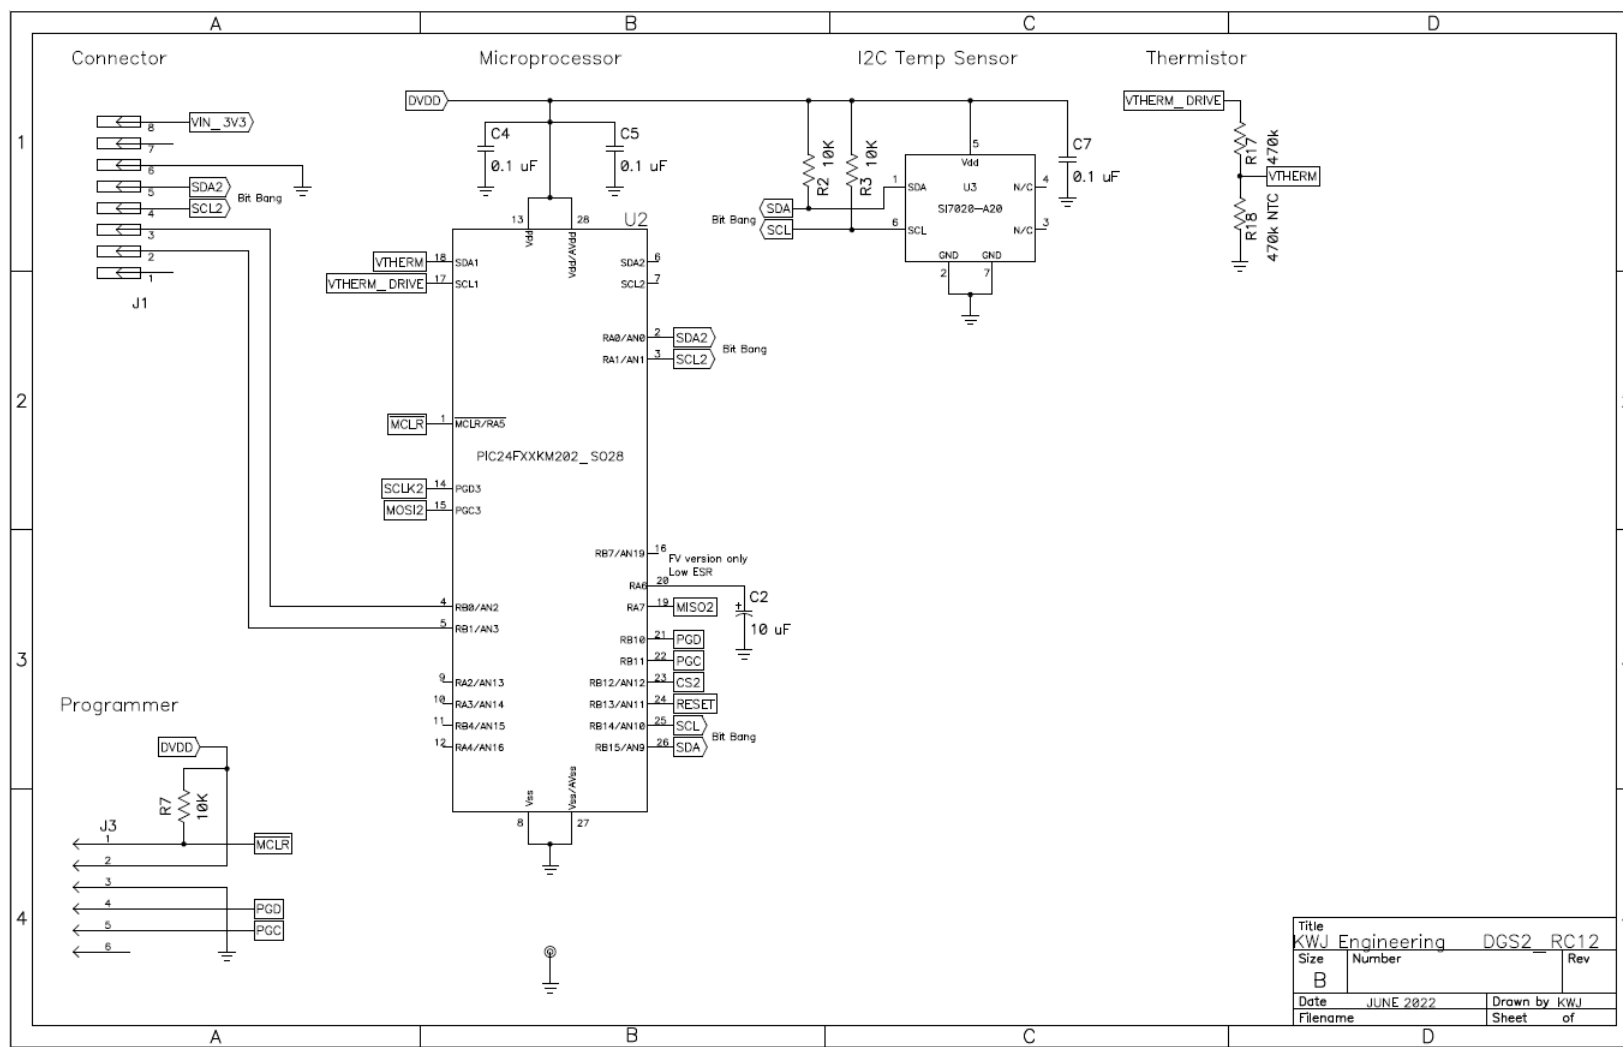 A B C D
Connector
Microprocessor
I2C Temp Sensor
Thermistor
1
2
3
4
8 VIN_3V3
7
6
5 SDA2
Bit Bang
4 SCL2
3
2
1
J1
DVDD
C4
0.1 uF
C5
0.1 uF
R2 10K
R3 10K
C7
0.1 uF
VTHERM_DRIVE
R17 470k
VTHERM
R18 470k NTC
Bit Bang
SDA
SCL
5
Vdd
1 SDA
U3
N/C 4
SI7020-A20
6 SCL
N/C 3
GND GND
2 7
13 28
U2
Vdd
Vdd/AVdd
VTHERM 18 SDA1
VTHERM_DRIVE 17 SCL1
SDA2 6
SCL2 7
RA0/AN0 2 SDA2
Bit Bang
RA1/AN1 3 SCL2
MCLR 1 MCLR/RA5
PIC24FXXKM202_SO28
SCLK2 14 PGD3
MOSI2 15 PGC3
RB7/AN19 16
FV version only
Low ESR
RA6 20
C2
+
10 uF
4 RB0/AN2
RA7 19 MISO2
5 RB1/AN3
RB10 21 PGD
RB11 22 PGC
9 RA2/AN13
RB12/AN12 23 CS2
10 RA3/AN14
RB13/AN11 24 RESET
11 RB4/AN15
RB14/AN10 25 SCL
Bit Bang
12 RA4/AN16
RB15/AN9 26 SDA
Vss
Vss/AVss
8 27
Programmer
DVDD
R7
10K
J3
1 MCLR
2
3
4 PGD
5 PGC
6
Title
KWJ Engineering DGS2_RC12
Size Number Rev
B
Date JUNE 2022 Drawn by KWJ
Filename Sheet of
A B C D